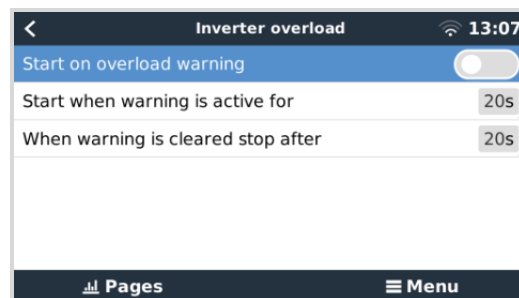 Inverter overload 13:07
Start on overload warning
Start when warning is active for 20s
When warning is cleared stop after 20s
Pages Menu